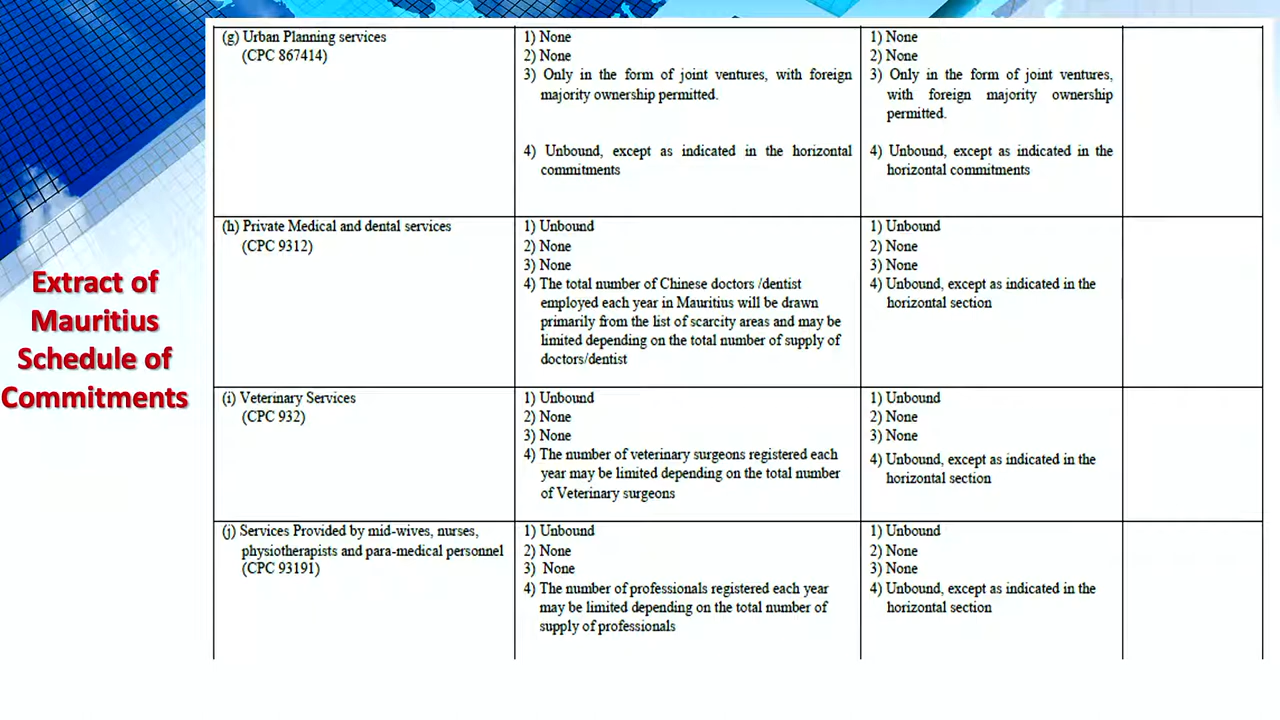 Extract of
Mauritius
Schedule of
Commitments
(g) Urban Planning services
(CPC 867414)
1) None
2) None
3) Only in the form of joint ventures, with foreign
majority ownership permitted.
4) Unbound, except as indicated in the horizontal
commitments
1) None
2) None
3) Only in the form of joint ventures,
with foreign majority ownership
permitted.
4) Unbound, except as indicated in the
horizontal commitments
(h) Private Medical and dental services
(CPC 9312)
1) Unbound
2) None
3) None
4) The total number of Chinese doctors /dentist
employed each year in Mauritius will be drawn
primarily from the list of scarcity areas and may be
limited depending on the total number of supply of
doctors/dentist
1) Unbound
2) None
3) None
4) Unbound, except as indicated in the
horizontal section
(i) Veterinary Services
(CPC 932)
1) Unbound
2) None
3) None
4) The number of veterinary surgeons registered each
year may be limited depending on the total number
of Veterinary surgeons
1) Unbound
2) None
3) None
4) Unbound, except as indicated in the
horizontal section
(j) Services Provided by mid-wives, nurses,
physiotherapists and para-medical personnel
(CPC 93191)
1) Unbound
2) None
3) None
4) The number of professionals registered each year
may be limited depending on the total number of
supply of professionals
1) Unbound
2) None
3) None
4) Unbound, except as indicated in the
horizontal section